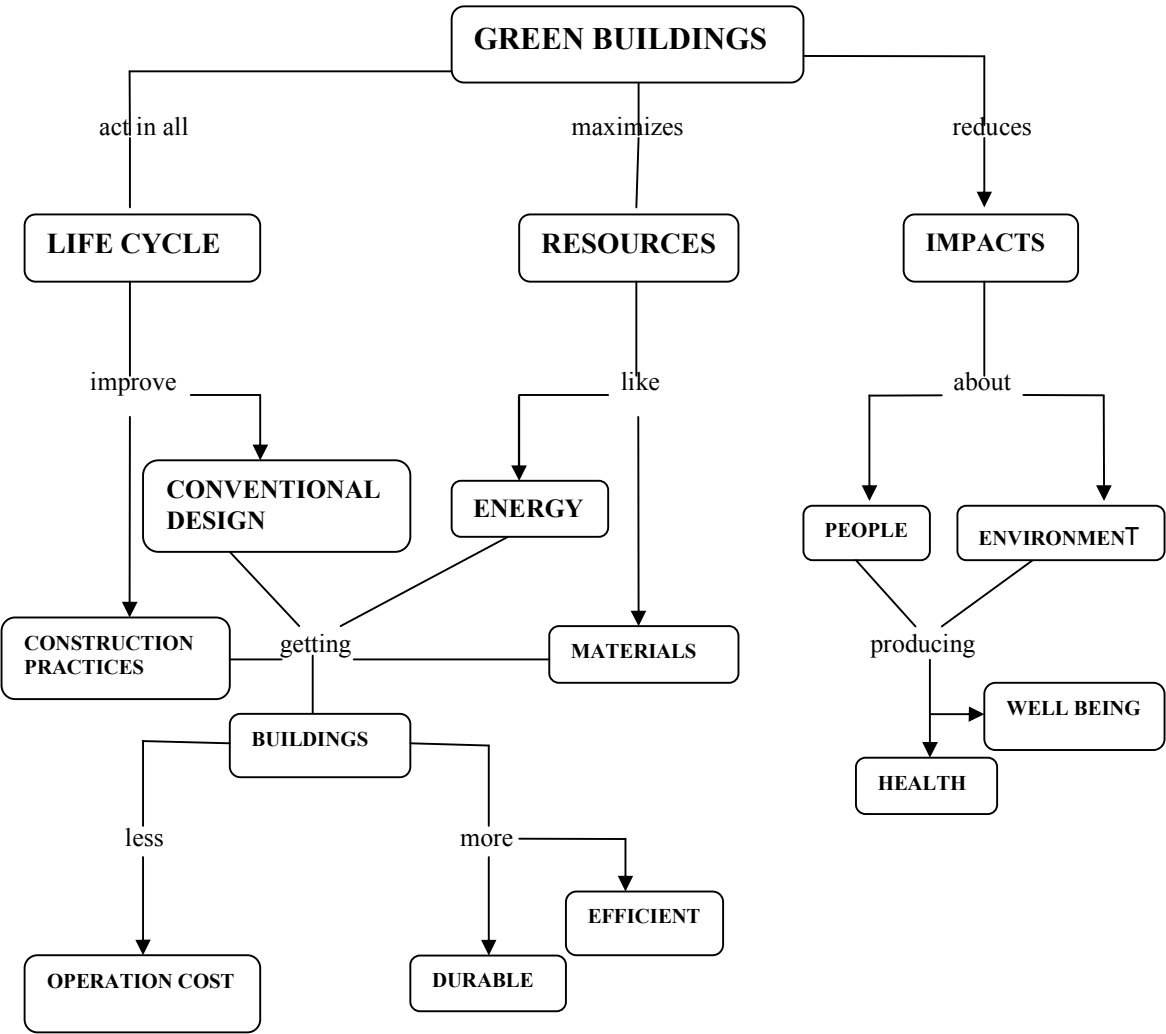 GREEN BUILDINGS
act in all
maximizes
reduces
LIFE CYCLE
RESOURCES
IMPACTS
improve
like
about
CONVENTIONAL
DESIGN
ENERGY
PEOPLE
ENVIRONMENT
CONSTRUCTION
PRACTICES
getting
MATERIALS
producing
WELL BEING
BUILDINGS
HEALTH
less
more
EFFICIENT
OPERATION COST
DURABLE